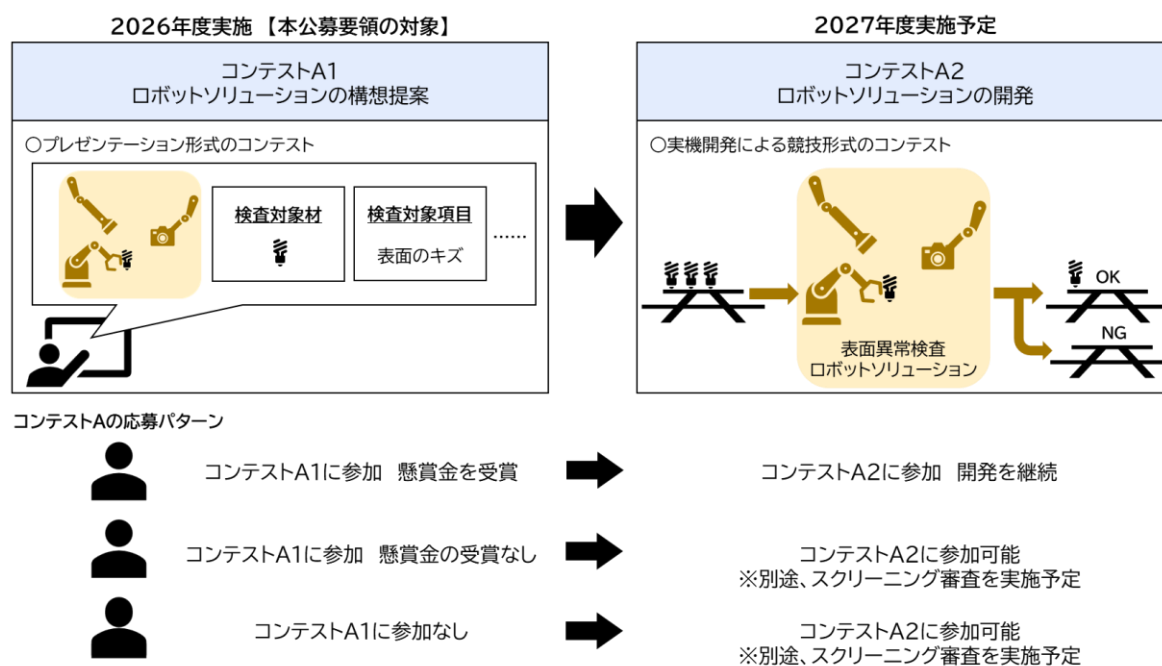 2026年度実施 【本公募要領の対象】
コンテストA1
ロボットソリューションの構想提案
〇プレゼンテーション形式のコンテスト
検査対象材
検査対象項目
表面のキズ
……
2027年度実施予定
コンテストA2
ロボットソリューションの開発
〇実機開発による競技形式のコンテスト
表面異常検査
ロボットソリューション
OK
NG
コンテストAの応募パターン
コンテストA1に参加 懸賞金を受賞
コンテストA2に参加 開発を継続
コンテストA1に参加 懸賞金の受賞なし
コンテストA2に参加可能
※別途、スクリーニング審査を実施予定
コンテストA1に参加なし
コンテストA2に参加可能
※別途、スクリーニング審査を実施予定